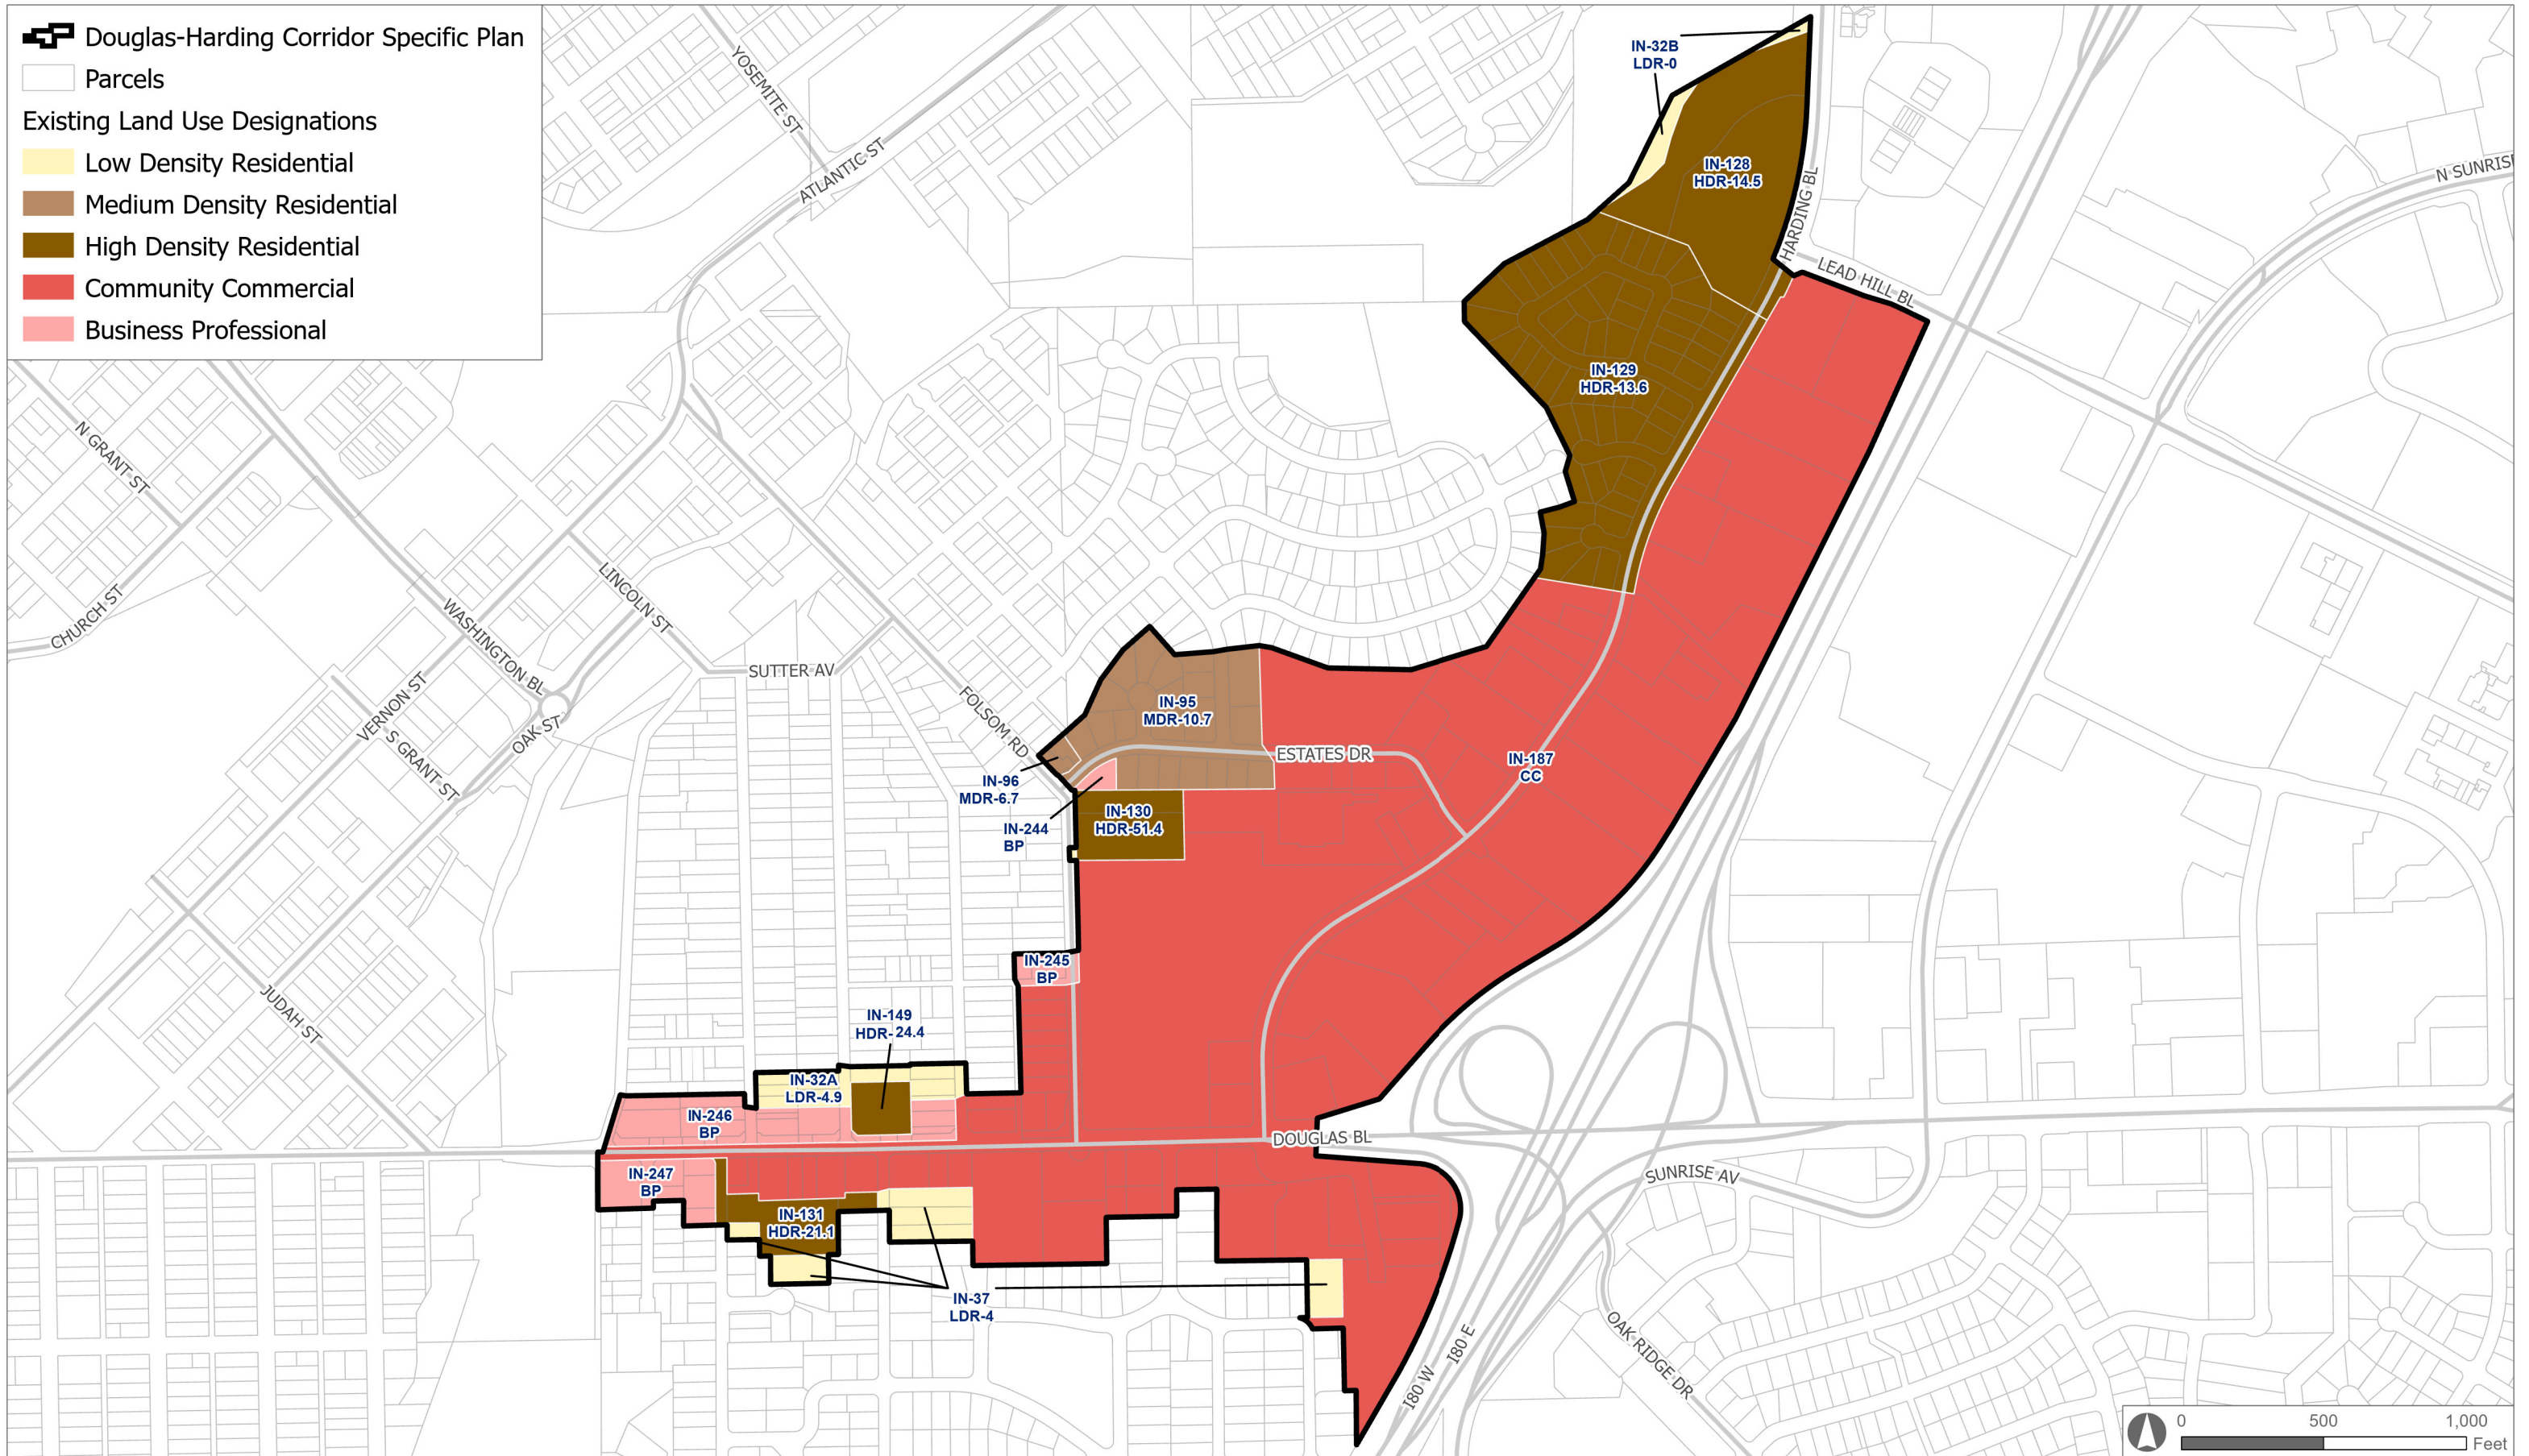 Douglas-Harding Corridor Specific Plan
Parcels
Existing Land Use Designations
Low Density Residential
Medium Density Residential
High Density Residential
Community Commercial
Business Professional
YOSEMITE ST
ATLANTIC ST
IN-32B
LDR-0
IN-128
HDR-14.5
HARDING BL
N SUNRIS
LEAD HILL BL
IN-129
HDR-13.6
N GRANT ST
CHURCH ST
LINCOLN ST
WASHINGTON BL
SUTTER AV
VERNON ST
S GRANT ST
OAK ST
FOLSOM RD
IN-95
MDR-10.7
ESTATES DR
IN-187
CC
IN-96
MDR-6.7
IN-130
HDR-51.4
IN-244
BP
IN-245
BP
JUDAH ST
IN-149
HDR-24.4
IN-32A
LDR-4.9
IN-246
BP
DOUGLAS BL
IN-247
BP
SUNRISE AV
IN-131
HDR-21.1
IN-37
LDR-4
OAK RIDGE DR
I80 E
I80 W
0 500 1,000
Feet